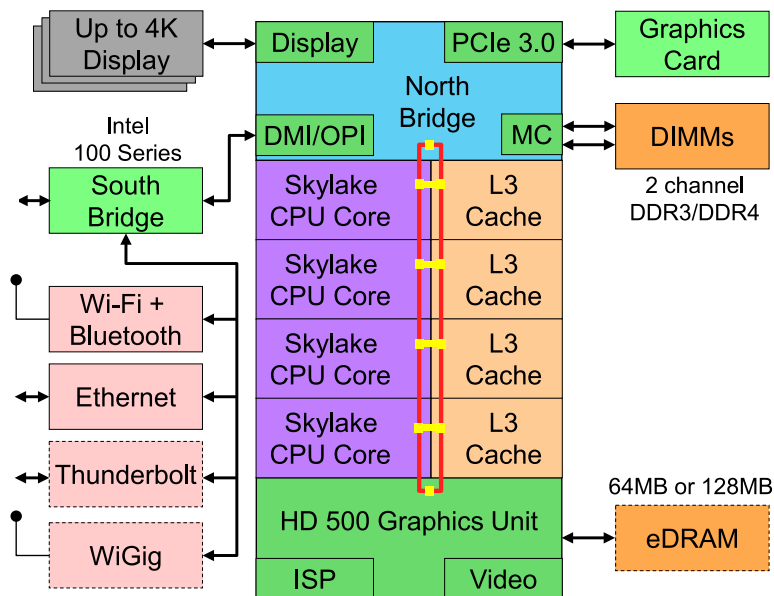 Up to 4K
Display
Display
PCIe 3.0
Graphics
Card
North
Bridge
DMI/OPI
MC
DIMMs
2 channel
DDR3/DDR4
Intel
100 Series
South
Bridge
Skylake
CPU Core
L3
Cache
Skylake
CPU Core
L3
Cache
Skylake
CPU Core
L3
Cache
Skylake
CPU Core
L3
Cache
Wi-Fi +
Bluetooth
Ethernet
Thunderbolt
WiGig
HD 500 Graphics Unit
ISP
Video
64MB or 128MB
eDRAM